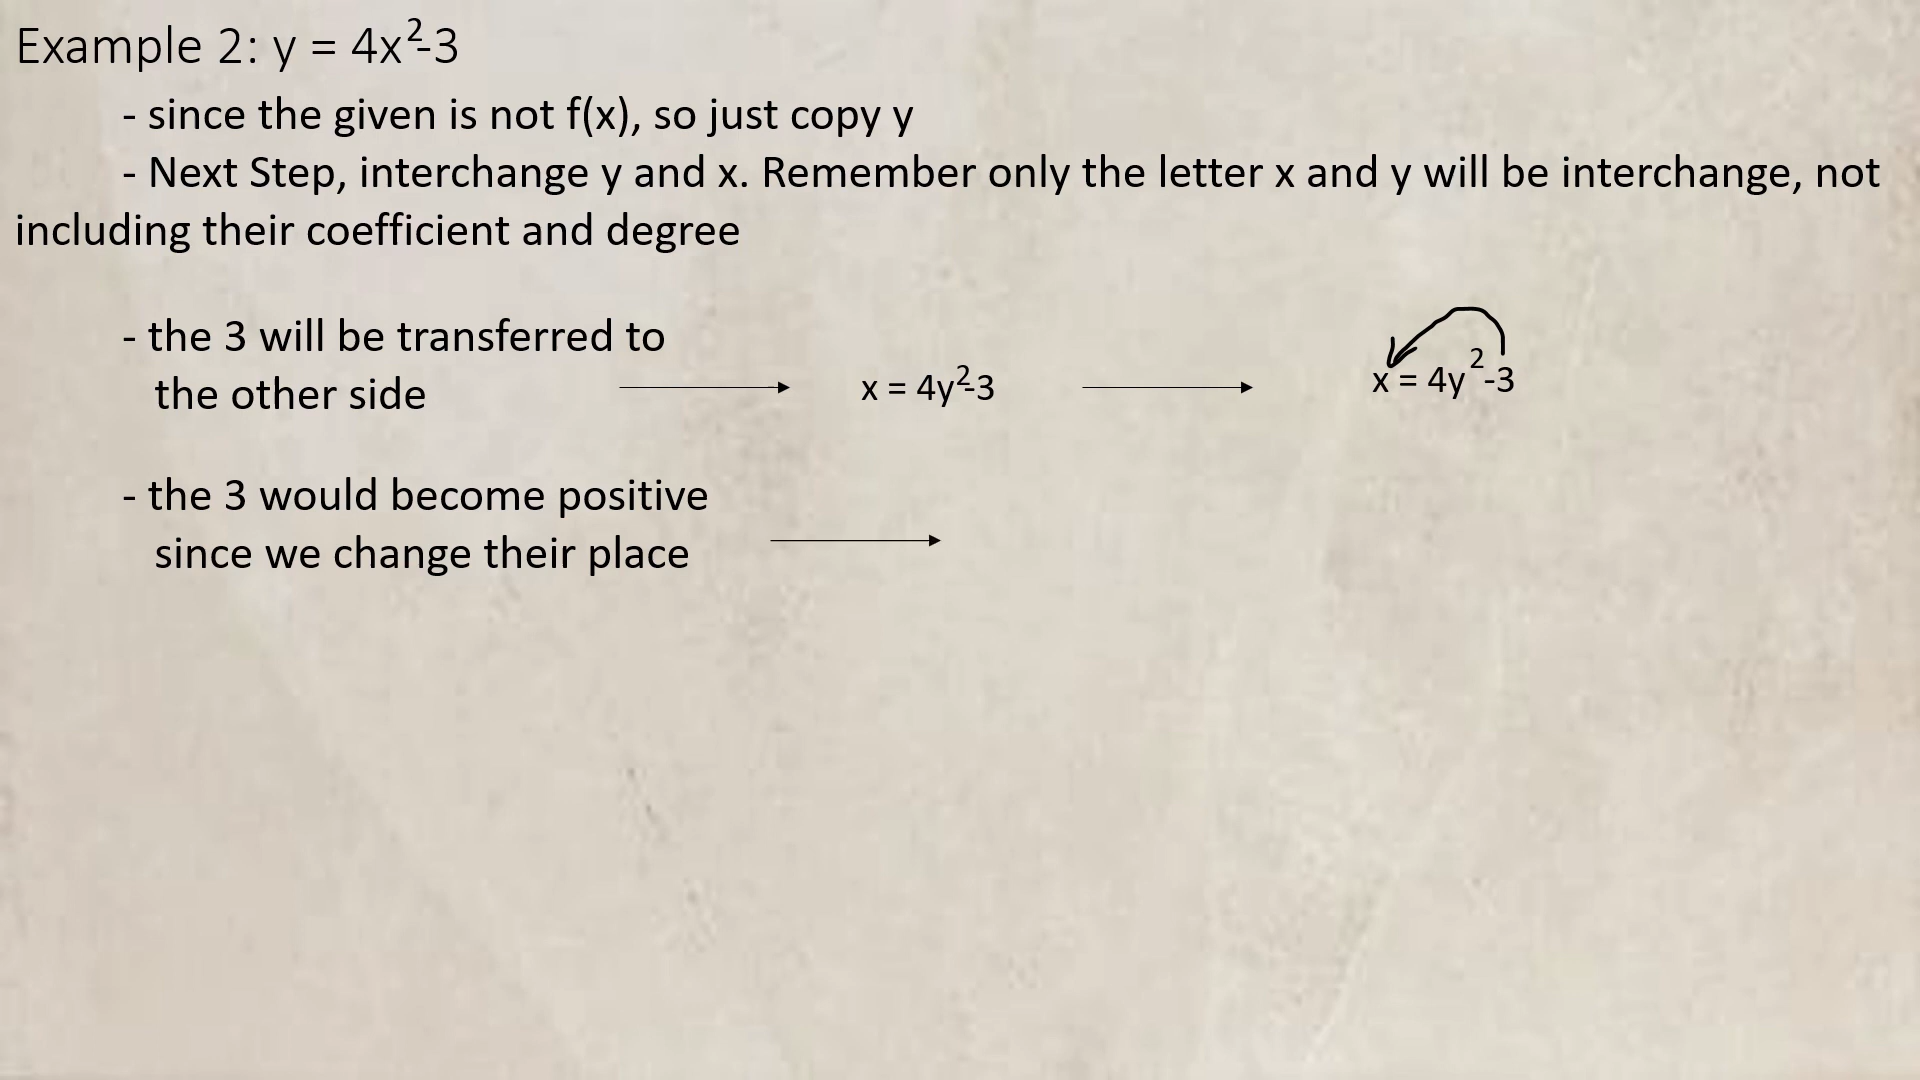 Example 2: y = 4x²-3
- since the given is not f(x), so just copy y
- Next Step, interchange y and x. Remember only the letter x and y will be interchange, not
including their coefficient and degree
- the 3 will be transferred to
the other side
x = 4y²-3
x = 4y²-3
- the 3 would become positive
since we change their place